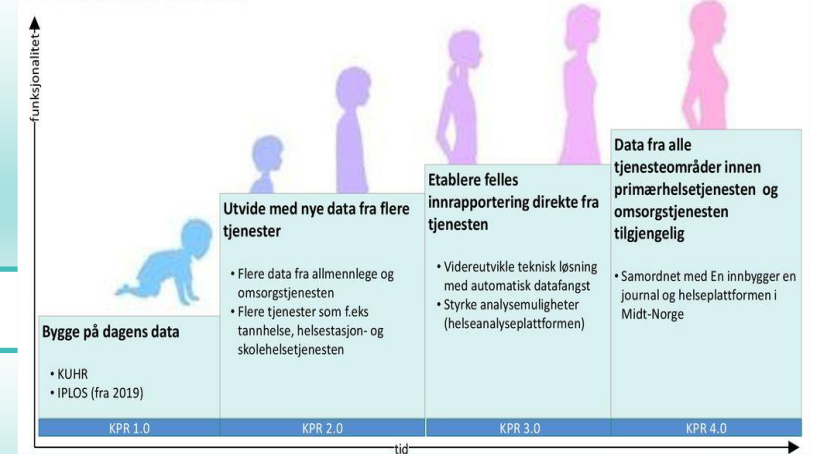 funksjonalitet
Bygge på dagens data
• KUHR
• IPLOS (fra 2019)
KPR 1.0
Utvide med nye data fra flere
tjenester
• Flere data fra allmennlege og
omsorgstjenesten
• Flere tjenester som f.eks
tannhelse, helsestasjon- og
skolehelsetjenesten
KPR 2.0
Etablere felles
innrapportering direkte fra
tjenesten
• Videreutvikle teknisk løsning
med automatisk datafangst
• Styrke analysemuligheter
(helseanalyseplattformen)
KPR 3.0
Data fra alle
tjenesteområder innen
primærhelsetjenesten og
omsorgstjenesten
tilgjengelig
• Samordnet med En innbygger en
journal og helseplattformen i
Midt-Norge
KPR 4.0
tid